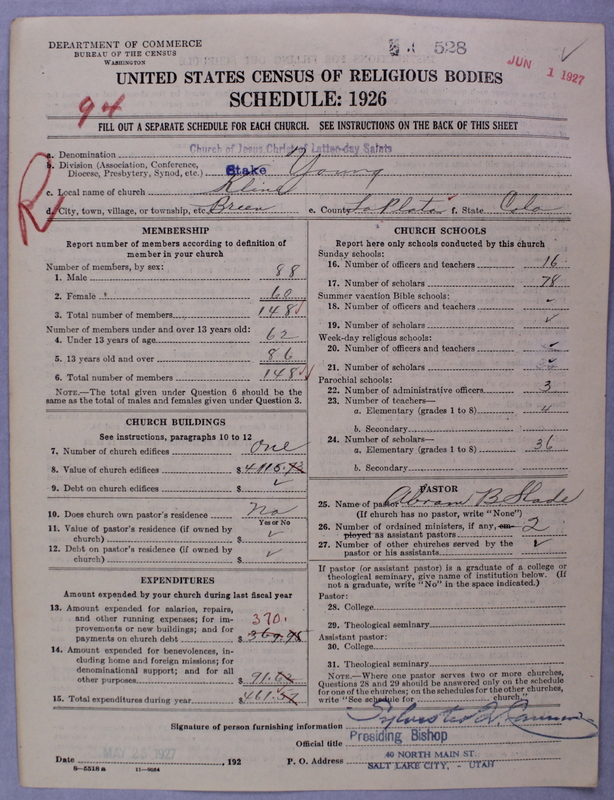 DEPARTMENT OF COMMERCE
BUREAU OF THE CENSUS
WASHINGTON
528
JUN 1 1927
UNITED STATES CENSUS OF RELIGIOUS BODIES
SCHEDULE: 1926
94
FILL OUT A SEPARATE SCHEDULE FOR EACH CHURCH. SEE INSTRUCTIONS ON THE BACK OF THIS SHEET
R
Church of Jesus Christ of Latter-day Saints
a. Denomination
b. Division (Association, Conference, Diocese, Presbytery, Synod, etc.) Stake Young
c. Local name of church Kline
d. City, town, village, or township, etc. Breen e. County La Plata f. State Colo
MEMBERSHIP
Report number of members according to definition of member in your church
Number of members, by sex:
1. Male 88
2. Female 60
3. Total number of members 148
Number of members under and over 13 years old:
4. Under 13 years of age 62
5. 13 years old and over 86
6. Total number of members 148
NOTE.—The total given under Question 6 should be the same as the total of males and females given under Question 3.
CHURCH BUILDINGS
See instructions, paragraphs 10 to 12
7. Number of church edifices one
8. Value of church edifices $
9. Debt on church edifices $ ✓
10. Does church own pastor's residence No
Yes or No
11. Value of pastor's residence (if owned by church) $ ✓
12. Debt on pastor's residence (if owned by church) $ ✓
EXPENDITURES
Amount expended by your church during last fiscal year
13. Amount expended for salaries, repairs, and other running expenses; for improvements or new buildings; and for payments on church debt $ 370. 369.75
14. Amount expended for benevolences, including home and foreign missions; for denominational support; and for all other purposes $ 91.
15. Total expenditures during year $ 461.
CHURCH SCHOOLS
Report here only schools conducted by this church
Sunday schools:
16. Number of officers and teachers 16
17. Number of scholars 78
Summer vacation Bible schools:
18. Number of officers and teachers ✓
19. Number of scholars ✓
Week-day religious schools:
20. Number of officers and teachers ✓
21. Number of scholars
Parochial schools:
22. Number of administrative officers 3
23. Number of teachers—
a. Elementary (grades 1 to 8) 4
b. Secondary
24. Number of scholars—
a. Elementary (grades 1 to 8) 36
b. Secondary
PASTOR
25. Name of pastor Abram B Slade
(If church has no pastor, write "None")
26. Number of ordained ministers, if any, employed as assistant pastors 2
27. Number of other churches served by the pastor or his assistants ✓
If pastor (or assistant pastor) is a graduate of a college or theological seminary, give name of institution below. (If not a graduate, write "No" in the space indicated.)
Pastor:
28. College
29. Theological seminary
Assistant pastor:
30. College
31. Theological seminary
NOTE.—Where one pastor serves two or more churches, Questions 28 and 29 should be answered only on the schedule for one of the churches; on the schedules for the other churches, write "See schedule for church."
Signature of person furnishing information Sylvester Q. Cannon
Official title Presiding Bishop
Date , 192 P. O. Address 40 NORTH MAIN ST.
SALT LAKE CITY, - UTAH
8—5518a 11—9064